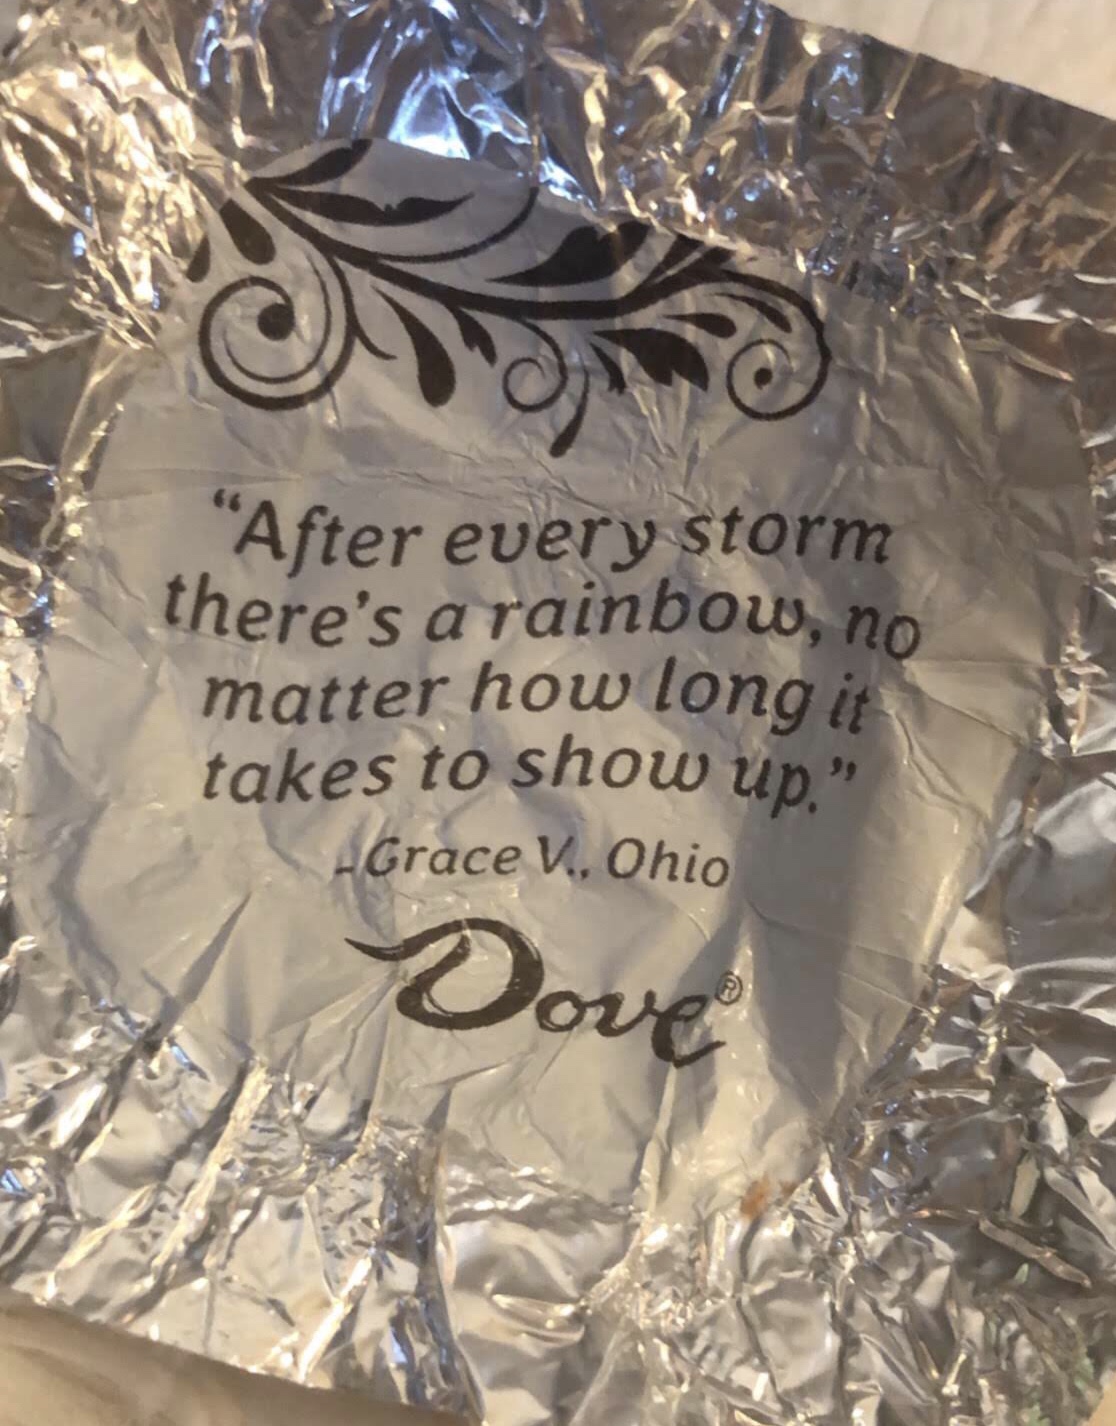 “After every storm
there's a rainbow, no
matter how long it
takes to show up.”
-Grace V., Ohio
Dove®